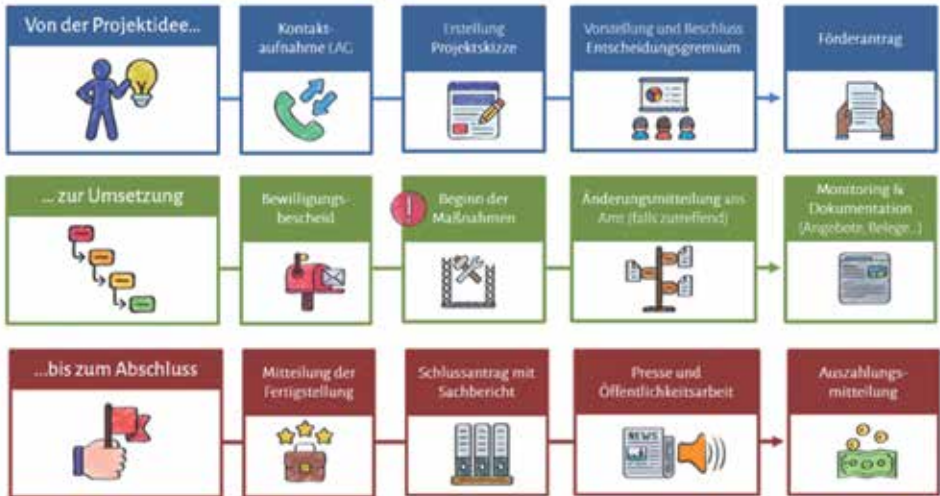 Von der Projektidee...
Kontakt-
aufnahme LAG
Erstellung
Projektskizze
Vorstellung und Beschluss
Entscheidungsgremium
Förderantrag
... zur Umsetzung
Bewilligungs-
bescheid
!
Beginn der
Maßnahmen
Änderungsmitteilung ans
Amt (falls zutreffend)
Monitoring &
Dokumentation
(Angebote, Belege...)
...bis zum Abschluss
Mitteilung der
Fertigstellung
Schlussantrag mit
Sachbericht
Presse und
Öffentlichkeitsarbeit
NEWS
Auszahlungs-
mitteilung